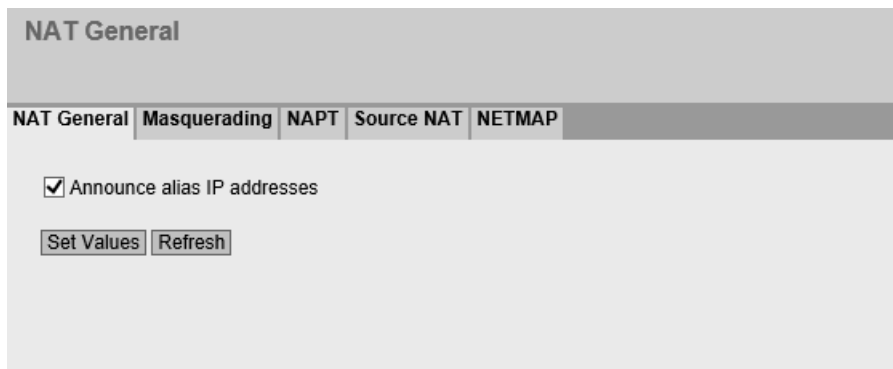 NAT General
NAT General Masquerading NAPT Source NAT NETMAP
Announce alias IP addresses
Set Values Refresh